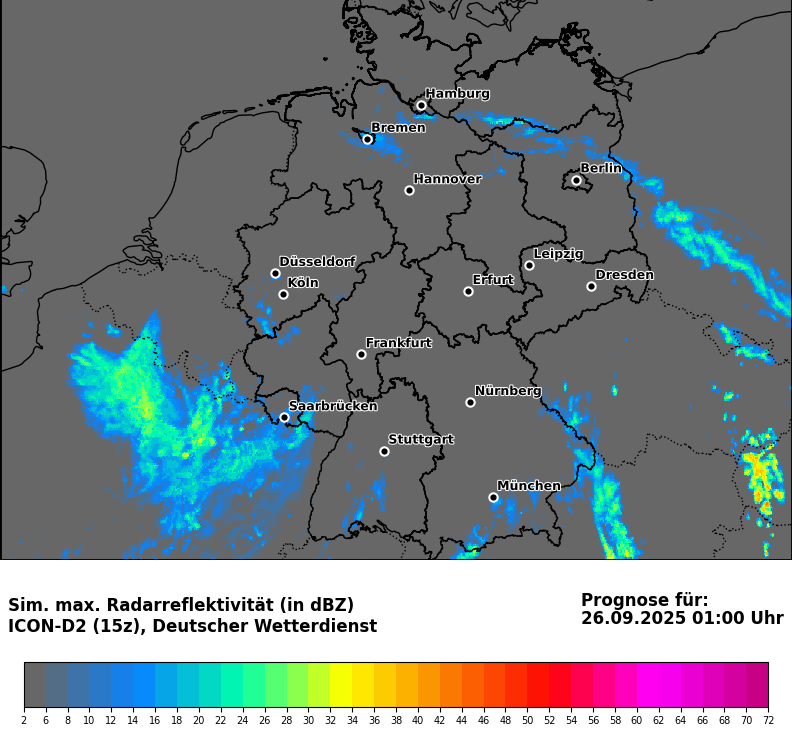 Hamburg
Bremen
Berlin
Hannover
Leipzig
Düsseldorf
Dresden
Köln
Erfurt
Frankfurt
Nürnberg
Saarbrücken
Stuttgart
München
Sim. max. Radarreflektivität (in dBZ)
ICON-D2 (15z), Deutscher Wetterdienst
Prognose für:
26.09.2025 01:00 Uhr
2 6 8 10 12 14 16 18 20 22 24 26 28 30 32 34 36 38 40 42 44 46 48 50 52 54 56 58 60 62 64 66 68 70 72